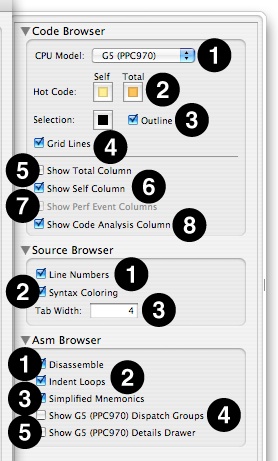 Code Browser
CPU Model: G5 (PPC970) 1
Self Total
Hot Code: 2
Selection: Outline 3
Grid Lines 4
5 Show Total Column
Show Self Column 6
7 Show Perf Event Columns
Show Code Analysis Column 8
Source Browser
Line Numbers 1
2 Syntax Coloring
Tab Width: 4 3
Asm Browser
1 Disassemble
Indent Loops 2
3 Simplified Mnemonics
Show G5 (PPC970) Dispatch Groups 4
5 Show G5 (PPC970) Details Drawer